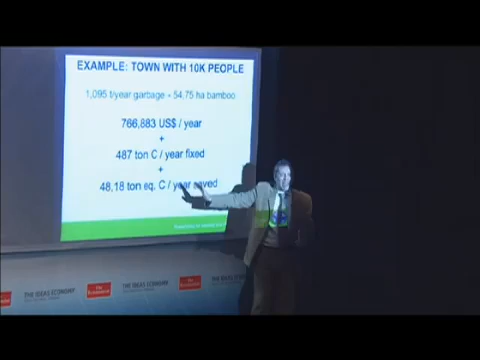 EXAMPLE: TOWN WITH 10K PEOPLE
1,095 t/year garbage - 54,75 ha bamboo
766,883 US$ / year
+
487 ton C / year fixed
+
48,18 ton eq. C / year saved
THE IDEAS ECONOMY
The Economist
THE IDEAS ECONOMY
The Economist
THE IDEAS ECONOMY